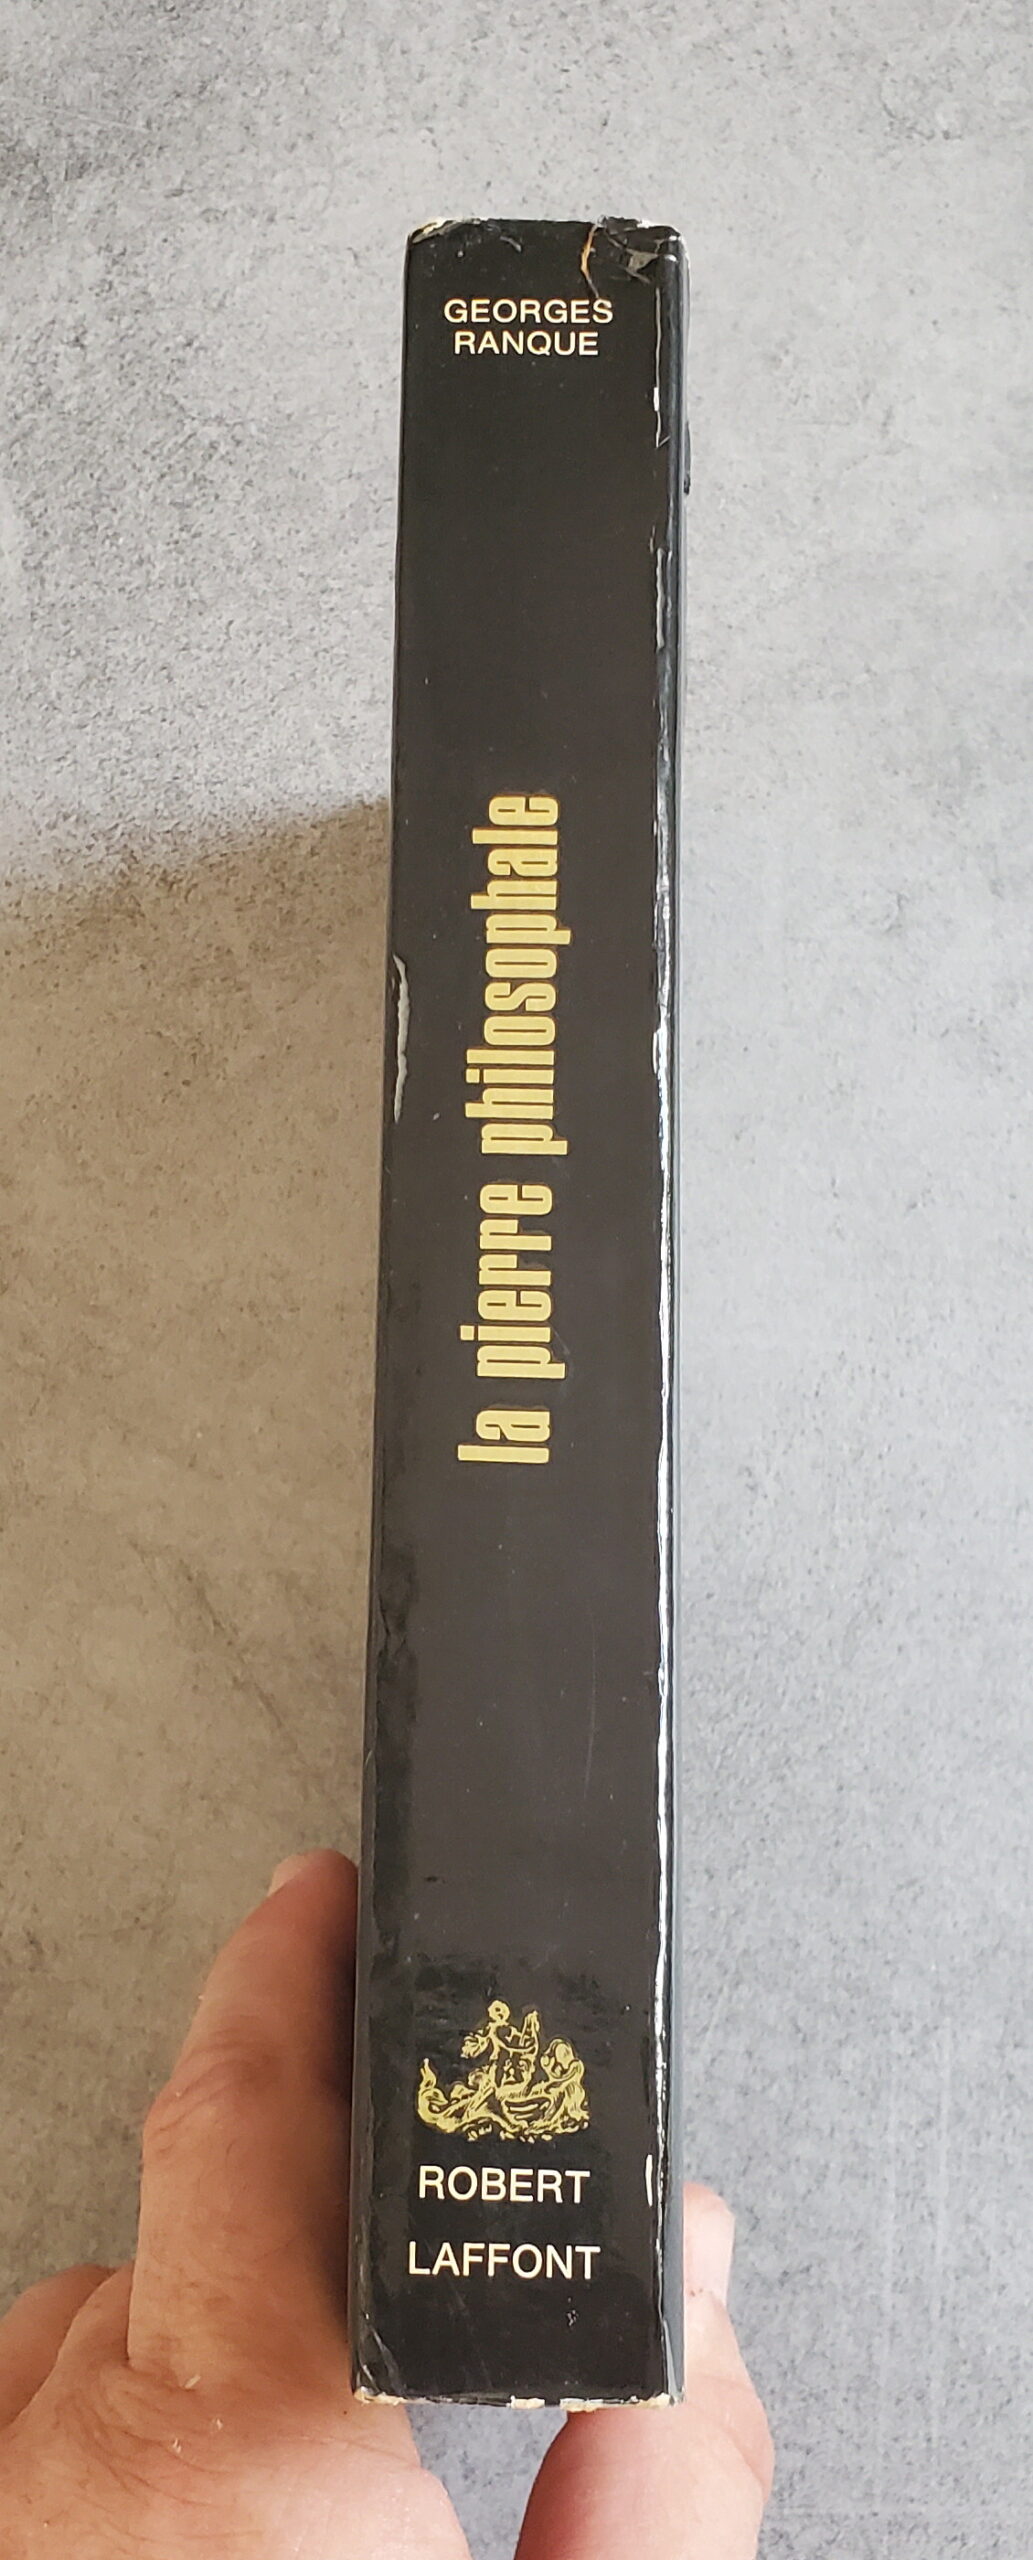 GEORGES
RANQUE
la pierre philosophale
ROBERT
LAFFONT